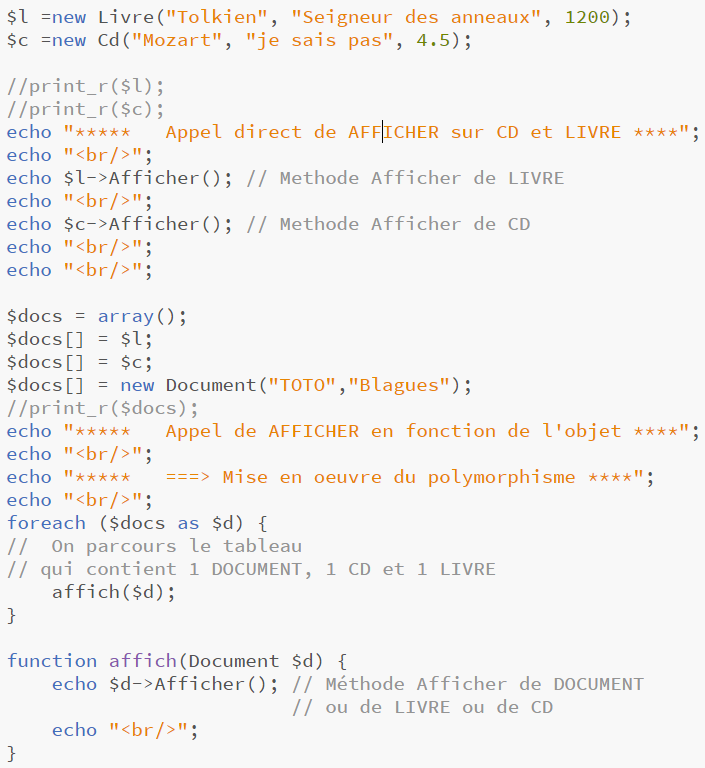 $l =new Livre("Tolkien", "Seigneur des anneaux", 1200);
$c =new Cd("Mozart", "je sais pas", 4.5);

//print_r($l);
//print_r($c);
echo "*****   Appel direct de AFFICHER sur CD et LIVRE ****";
echo "<br/>";
echo $l->Afficher(); // Methode Afficher de LIVRE
echo "<br/>";
echo $c->Afficher(); // Methode Afficher de CD
echo "<br/>";
echo "<br/>";

$docs = array();
$docs[] = $l;
$docs[] = $c;
$docs[] = new Document("TOTO","Blagues");
//print_r($docs);
echo "*****   Appel de AFFICHER en fonction de l'objet ****";
echo "<br/>";
echo "*****   ===> Mise en oeuvre du polymorphisme ****";
echo "<br/>";
foreach ($docs as $d) {
//  On parcours le tableau
// qui contient 1 DOCUMENT, 1 CD et 1 LIVRE
    affich($d);
}

function affich(Document $d) {
    echo $d->Afficher(); // Méthode Afficher de DOCUMENT
                         // ou de LIVRE ou de CD
    echo "<br/>";
}